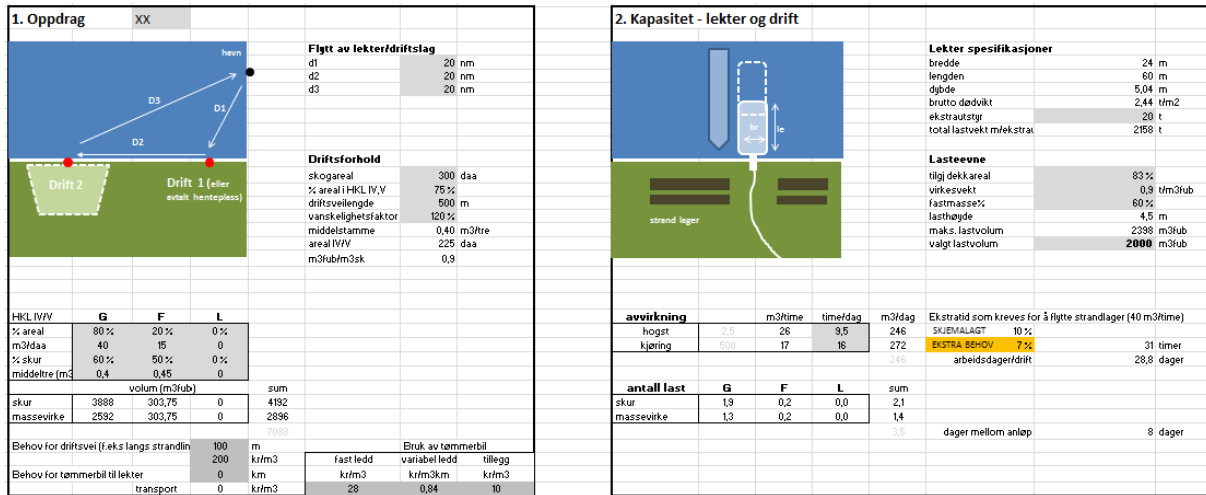 1. Oppdrag XX
havn
D3
D1
D2
Drift 2
Drift 1 (eller
avtalt henteplass)
Flytt av lekter/driftslag
d1 20 nm
d2 20 nm
d3 20 nm
Driftsforhold
skogareal 300 daa
% areal i HKL IV,V 75 %
driftsveilengde 500 m
vanskelighetsfaktor 120 %
middelstamme 0,40 m3/tre
areal IV/V 225 daa
m3fub/m3sk 0,9
HKL IV/V G F L
% areal 80 % 20 % 0 %
m3/daa 40 15 0
% skur 60 % 50 % 0 %
middeltre (m3 0,4 0,45 0
volum (m3fub) sum
skur 3888 303,75 0 4192
massevirke 2592 303,75 0 2896
7088
Behov for driftsvei (f.eks langs strandlin 100 m Bruk av tømmerbil
200 kr/m3 fast ledd variabel ledd tillegg
Behov for tømmerbil til lekter 0 km kr/m3 kr/m3km kr/m3
transport 0 kr/m3 28 0,84 10
2. Kapasitet - lekter og drift
br
le
strand lager
Lekter spesifikasjoner
bredde 24 m
lengden 60 m
dybde 5,04 m
brutto dødvikt 2,44 t/m2
ekstrautstyr 20 t
total lastvekt m/ekstrau 2158 t
Lasteevne
tilgj dekkareal 83 %
virkesvekt 0,9 t/m3fub
fastmasse% 60 %
lasthøyde 4,5 m
maks. lastvolum 2398 m3fub
valgt lastvolum 2000 m3fub
avvirkning m3/time time/dag m3/dag Ekstratid som kreves for å flytte strandlager (40 m3/time)
hogst 2,5 26 9,5 246 SKJEMALAGT 10 %
kjøring 500 17 16 272 EKSTRA BEHOV 7 % 31 timer
246 arbeidsdager/drift 28,8 dager
antall last G F L sum
skur 1,9 0,2 0,0 2,1
massevirke 1,3 0,2 0,0 1,4
3,5 dager mellom anløp 8 dager